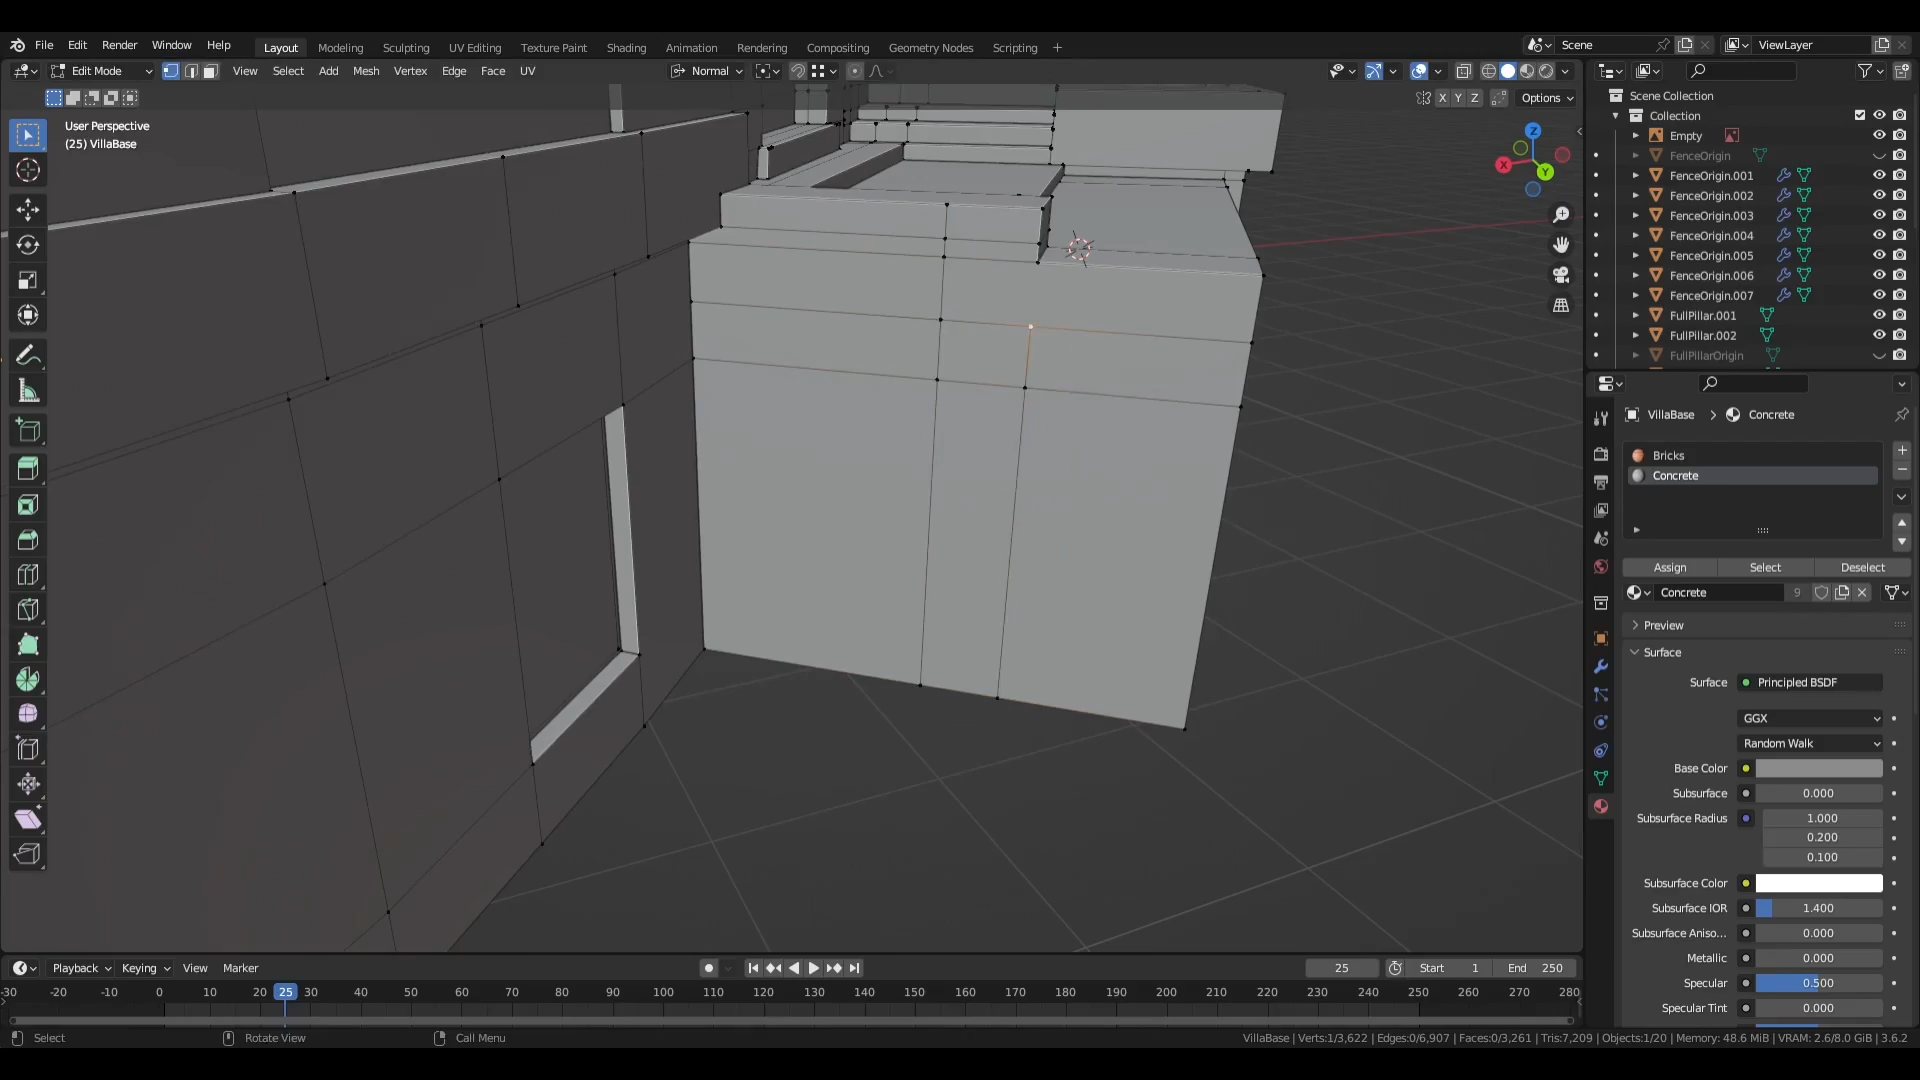 File Edit Render Window Help Layout Modeling Sculpting UV Editing Texture Paint Shading Animation Rendering Compositing Geometry Nodes Scripting + Scene ViewLayer
Edit Mode View Select Add Mesh Vertex Edge Face UV Normal
X Y Z Options
User Perspective
(25) VillaBase
Z
X
Y
Scene Collection
Collection
Empty
FenceOrigin
FenceOrigin.001
FenceOrigin.002
FenceOrigin.003
FenceOrigin.004
FenceOrigin.005
FenceOrigin.006
FenceOrigin.007
FullPillar.001
FullPillar.002
FullPillarOrigin
VillaBase > Concrete
Bricks
Concrete
Assign Select Deselect
Concrete 9
Preview
Surface
Surface Principled BSDF
GGX
Random Walk
Base Color
Subsurface 0.000
Subsurface Radius 1.000
0.200
0.100
Subsurface Color
Subsurface IOR 1.400
Subsurface Aniso... 0.000
Metallic 0.000
Specular 0.500
Specular Tint 0.000
Playback Keying View Marker 25 Start 1 End 250
-30 -20 -10 0 10 20 25 30 40 50 60 70 80 90 100 110 120 130 140 150 160 170 180 190 200 210 220 230 240 250 260 270 280
Select Rotate View Call Menu VillaBase | Verts:1/3,622 | Edges:0/6,907 | Faces:0/3,261 | Tris:7,209 | Objects:1/20 | Memory: 48.6 MiB | VRAM: 2.6/8.0 GiB | 3.6.2